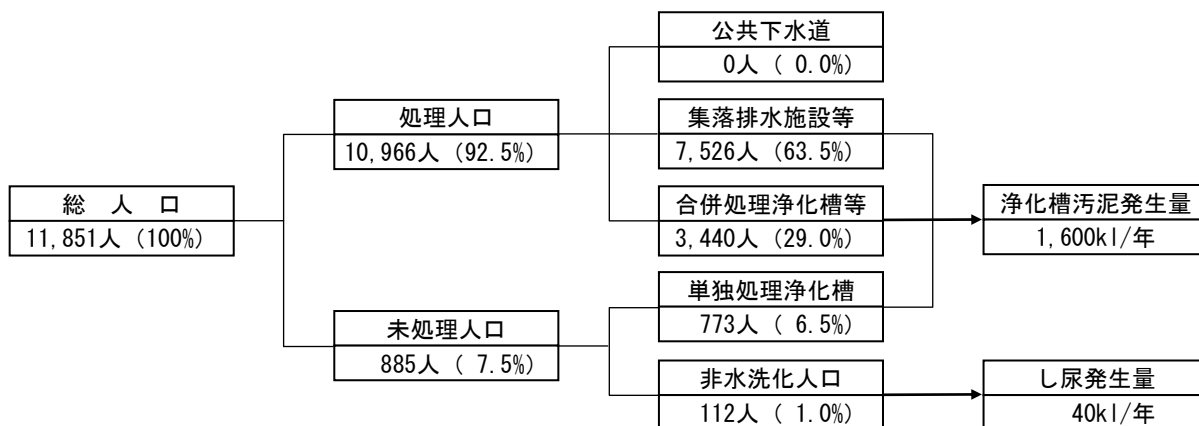 公共下水道
0人 ( 0.0%)
処理人口
10,966人 (92.5%)
集落排水施設等
7,526人 (63.5%)
総 人 口
11,851人 (100%)
合併処理浄化槽等
3,440人 (29.0%)
浄化槽汚泥発生量
1,600kl/年
単独処理浄化槽
773人 ( 6.5%)
未処理人口
885人 ( 7.5%)
非水洗化人口
112人 ( 1.0%)
し尿発生量
40kl/年